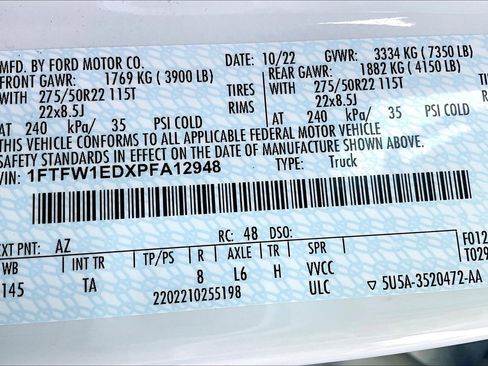 MFD. BY FORD MOTOR CO.
DATE: 10/22 GVWR: 3334 KG (7350 LB)
FRONT GAWR: 1769 KG (3900 LB) REAR GAWR: 1882 KG (4150 LB)
WITH 275/50R22 115T TIRES WITH 275/50R22 115T
22x8.5J RIMS 22x8.5J
AT 240 kPa/ 35 PSI COLD AT 240 kPa/ 35 PSI COLD
THIS VEHICLE CONFORMS TO ALL APPLICABLE FEDERAL MOTOR VEHICLE
SAFETY STANDARDS IN EFFECT ON THE DATE OF MANUFACTURE SHOWN ABOVE.
VIN: 1FTFW1EDXPFA12948 TYPE: Truck
EXT PNT: AZ RC: 48 DSO: F012
WB INT TR TP/PS R AXLE TR SPR T029
145 TA 8 L6 H VVCC
2202210255198 ULC ▽ 5U5A-3520472-AA